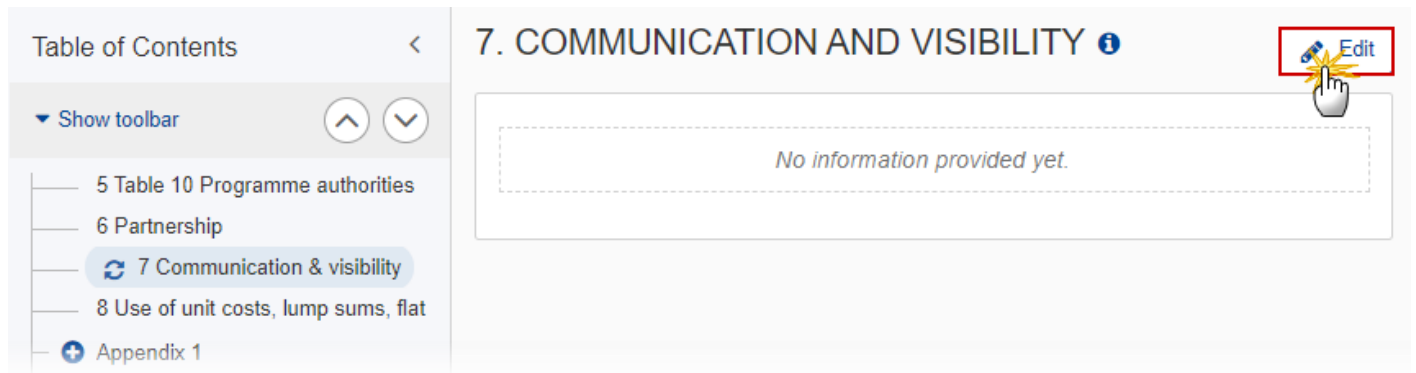 Table of Contents
Show toolbar
5 Table 10 Programme authorities
6 Partnership
7 Communication & visibility
8 Use of unit costs, lump sums, flat
Appendix 1
7. COMMUNICATION AND VISIBILITY
Edit
No information provided yet.